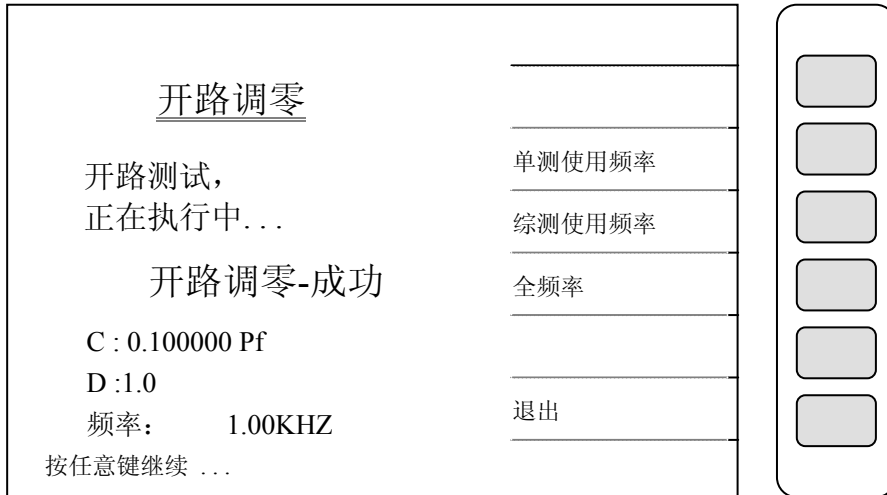 开路调零
开路测试，
正在执行中...
开路调零-成功
C : 0.100000 Pf
D :1.0
频率： 1.00KHZ
按任意键继续 ...
单测使用频率
综测使用频率
全频率
退出